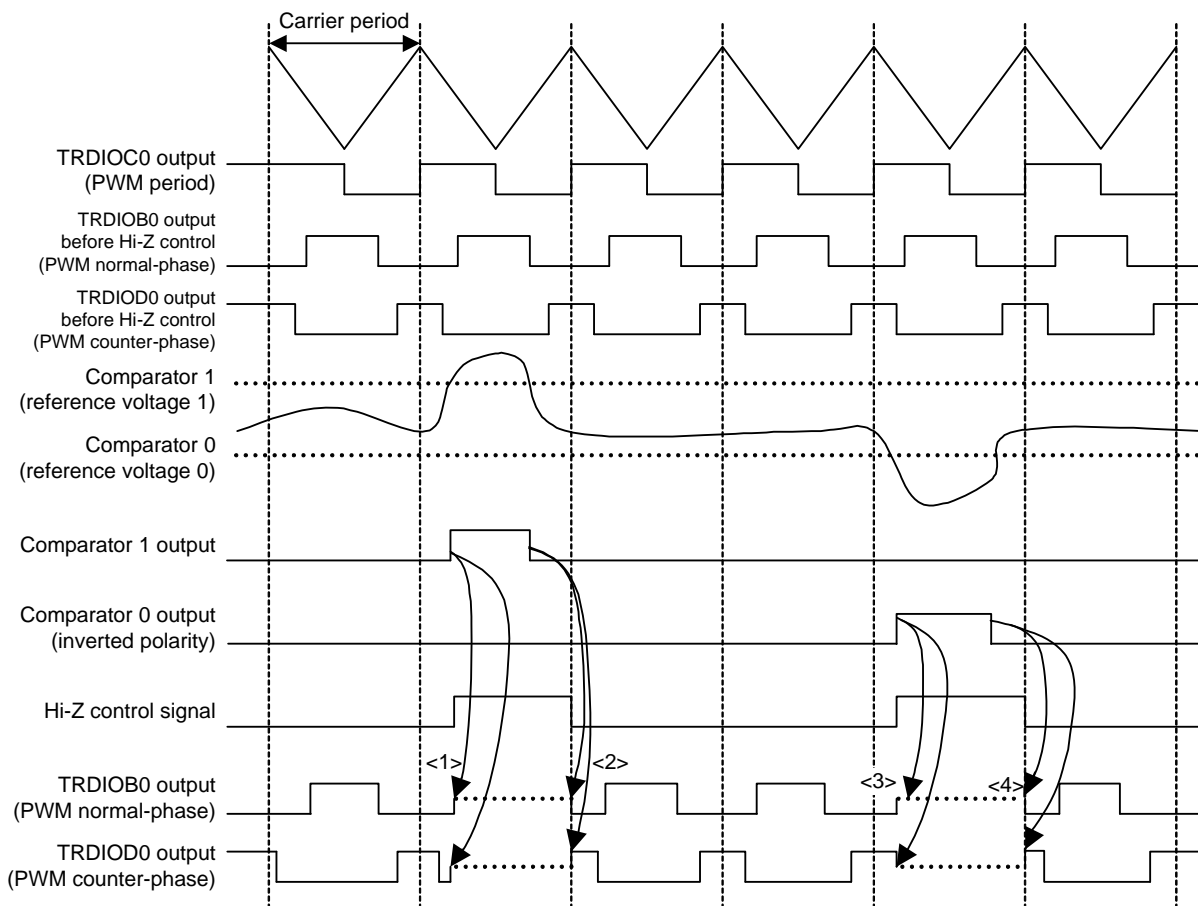 Carrier period
TRDIOC0 output
(PWM period)
TRDIOB0 output
before Hi-Z control
(PWM normal-phase)
TRDIOD0 output
before Hi-Z control
(PWM counter-phase)
Comparator 1
(reference voltage 1)
Comparator 0
(reference voltage 0)
Comparator 1 output
Comparator 0 output
(inverted polarity)
Hi-Z control signal
<1>
<2>
<3>
<4>
TRDIOB0 output
(PWM normal-phase)
TRDIOD0 output
(PWM counter-phase)